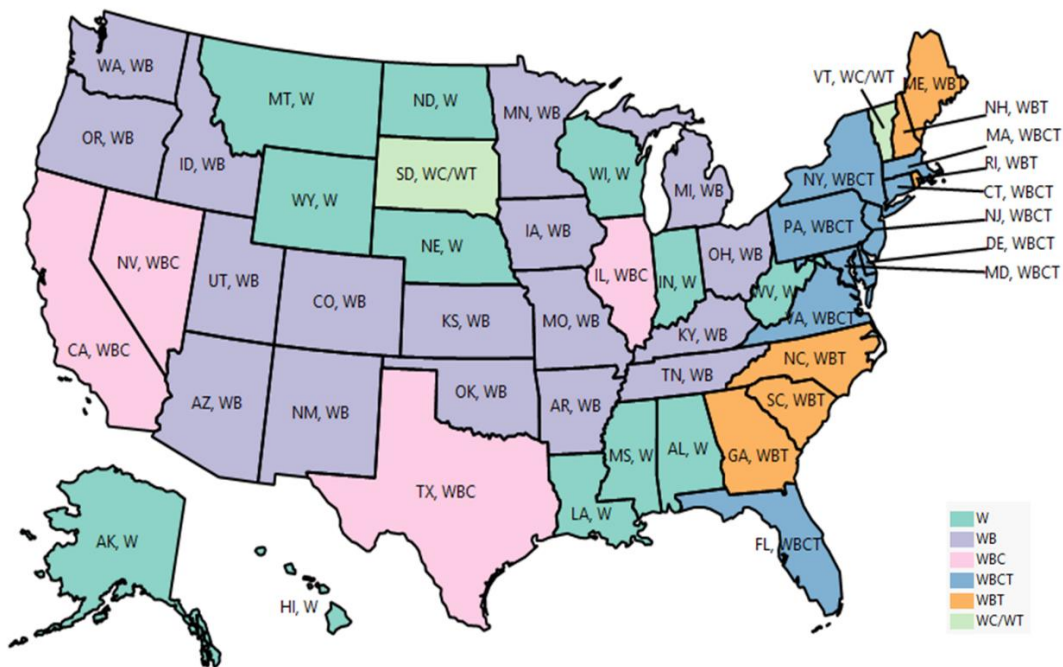 WA, WB
MT, W
ND, W
MN, WB
VT, WC/WT
ME, WBT
NH, WBT
MA, WBCT
RI, WBT
CT, WBCT
NJ, WBCT
DE, WBCT
MD, WBCT
OR, WB
ID, WB
SD, WC/WT
WI, W
MI, WB
NY, WBCT
WY, W
NE, W
IA, WB
PA, WBCT
NV, WBC
UT, WB
CO, WB
KS, WB
MO, WB
IL, WBC
IN, W
OH, WB
WV, W
VA, WBCT
KY, WB
CA, WBC
AZ, WB
NM, WB
OK, WB
AR, WB
TN, WB
NC, WBT
SC, WBT
TX, WBC
LA, W
MS, W
AL, W
GA, WBT
FL, WBCT
AK, W
HI, W
W
WB
WBC
WBCT
WBT
WC/WT